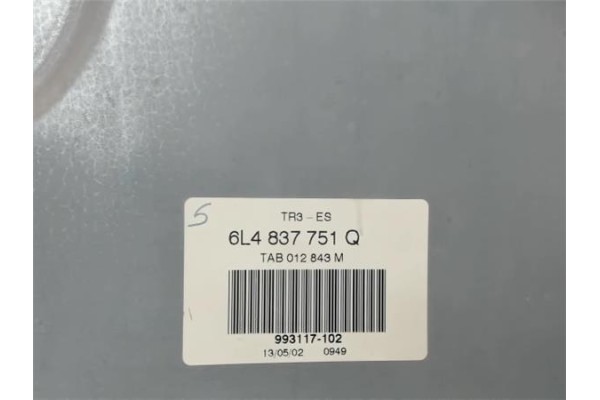 5
TR3-ES
6L4 837 751 Q
TAB 012 843 M
993117-102
13/05/02 0949